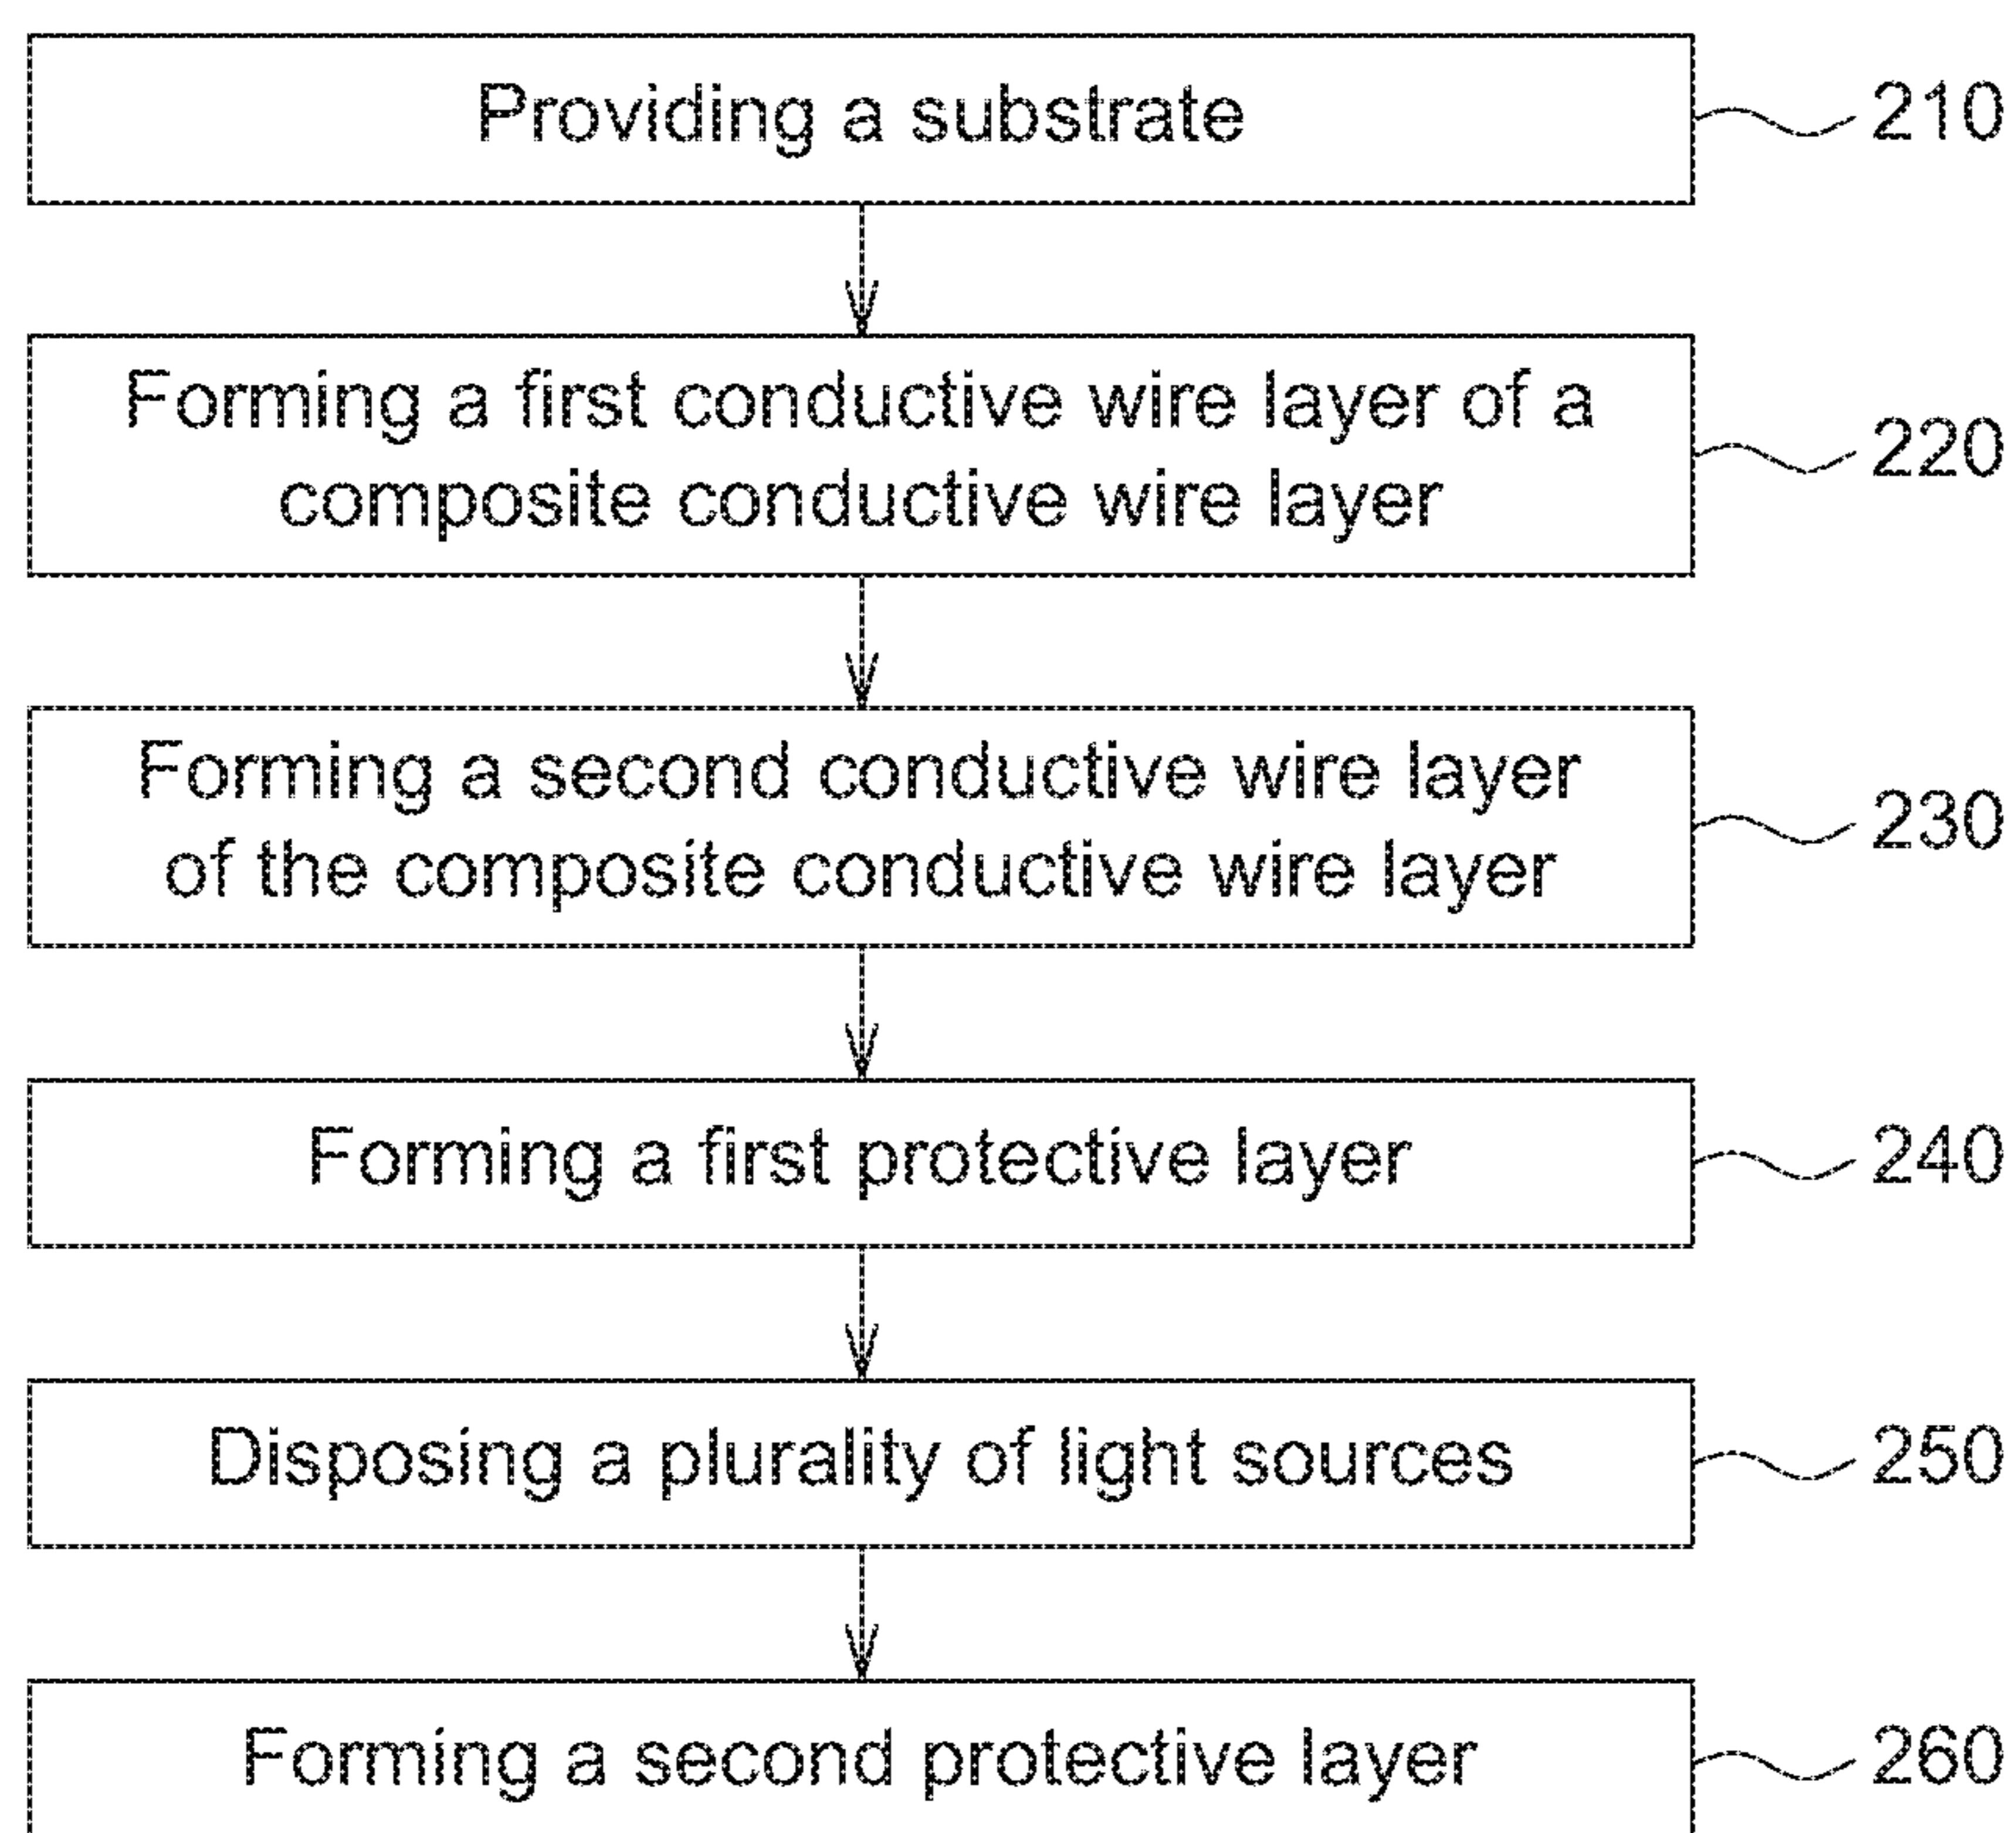 Providing a substrate
210
Forming a first conductive wire layer of a
composite conductive wire layer
220
Forming a second conductive wire layer
of the composite conductive wire layer
230
Forming a first protective layer
240
Disposing a plurality of light sources
250
Forming a second protective layer
260